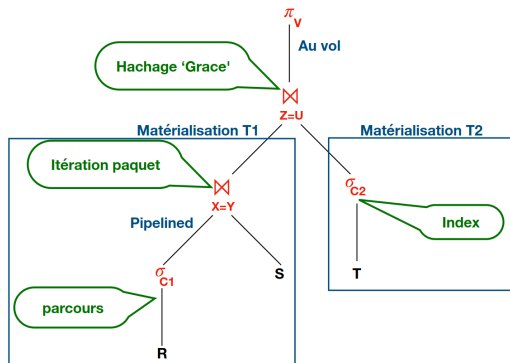 π
V
Au vol
Hachage ‘Grace'
⋈
Z=U
Matérialisation T1
Matérialisation T2
Itération paquet
⋈
X=Y
σ
C2
Pipelined
Index
σ
C1
S
T
parcours
R